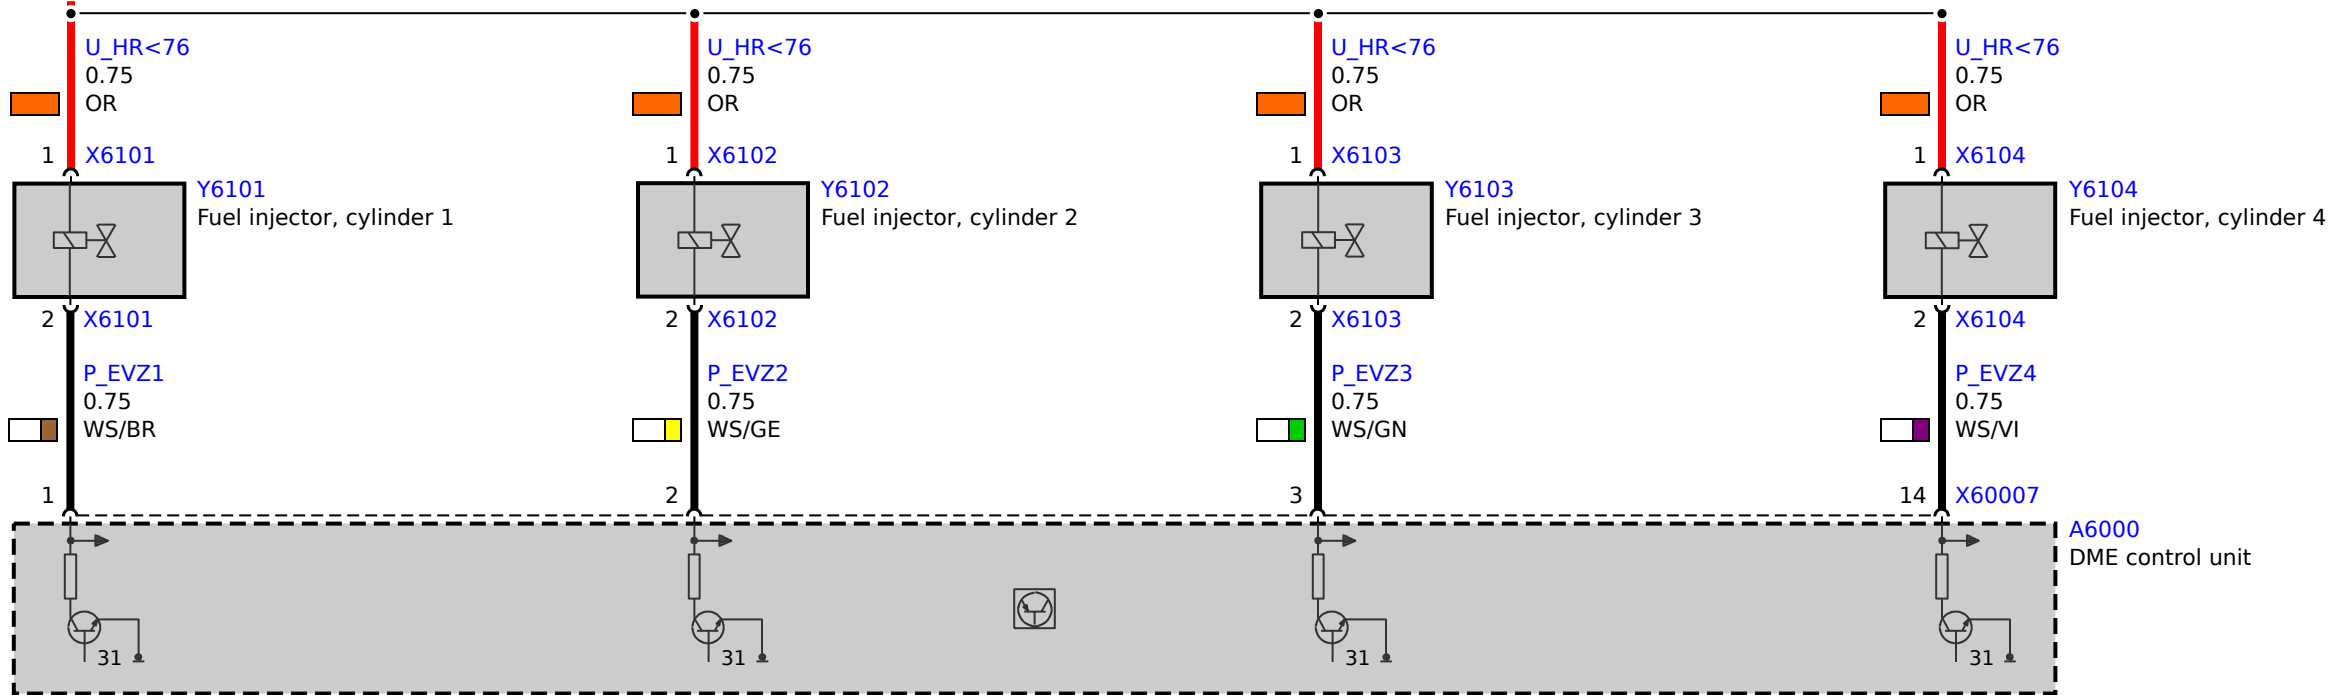 U_HR<76 U_HR<76 U_HR<76 U_HR<76
0.75 0.75 0.75 0.75
OR OR OR OR
1 X6101 1 X6102 1 X6103 1 X6104
Y6101 Y6102 Y6103 Y6104
Fuel injector, cylinder 1 Fuel injector, cylinder 2 Fuel injector, cylinder 3 Fuel injector, cylinder 4
2 X6101 2 X6102 2 X6103 2 X6104
P_EVZ1 P_EVZ2 P_EVZ3 P_EVZ4
0.75 0.75 0.75 0.75
WS/BR WS/GE WS/GN WS/VI
1 2 3 14 X60007
A6000
DME control unit
31 31 31 31